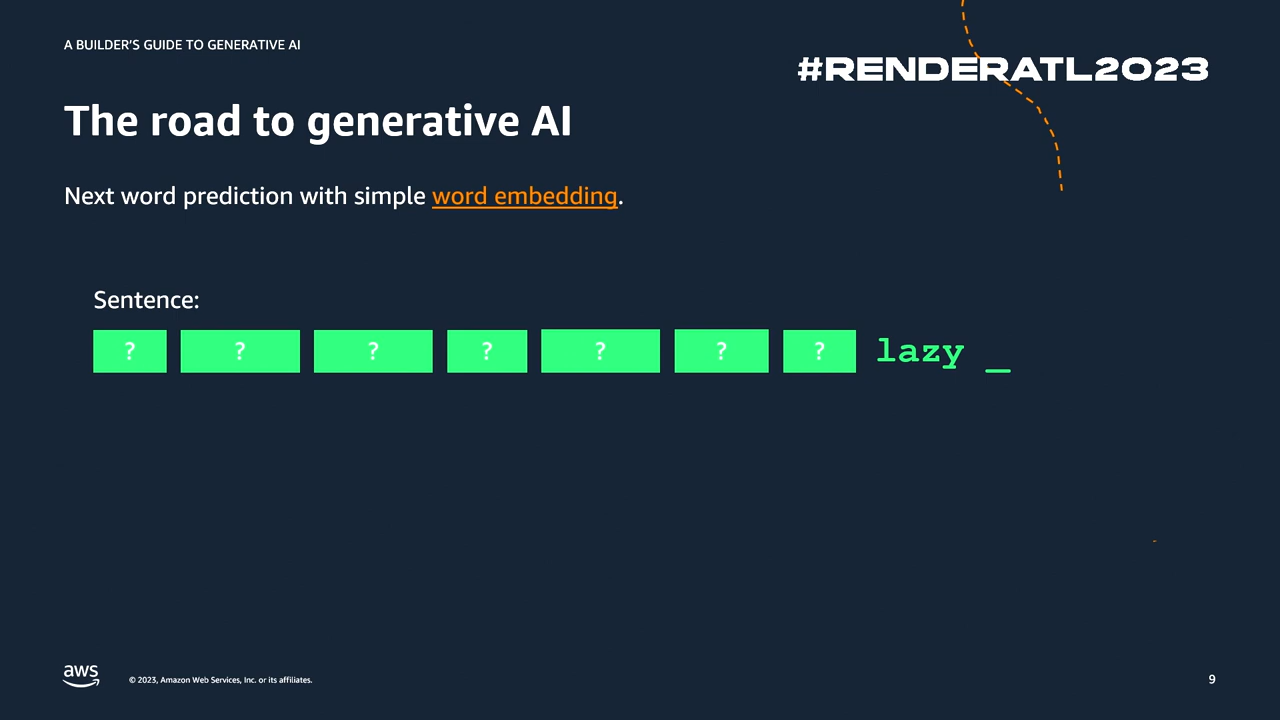 A BUILDER'S GUIDE TO GENERATIVE AI
#RENDERATL2023
The road to generative AI
Next word prediction with simple word embedding.
Sentence:
? ? ? ? ? ? ? lazy _
aws
© 2023, Amazon Web Services, Inc. or its affiliates.
9